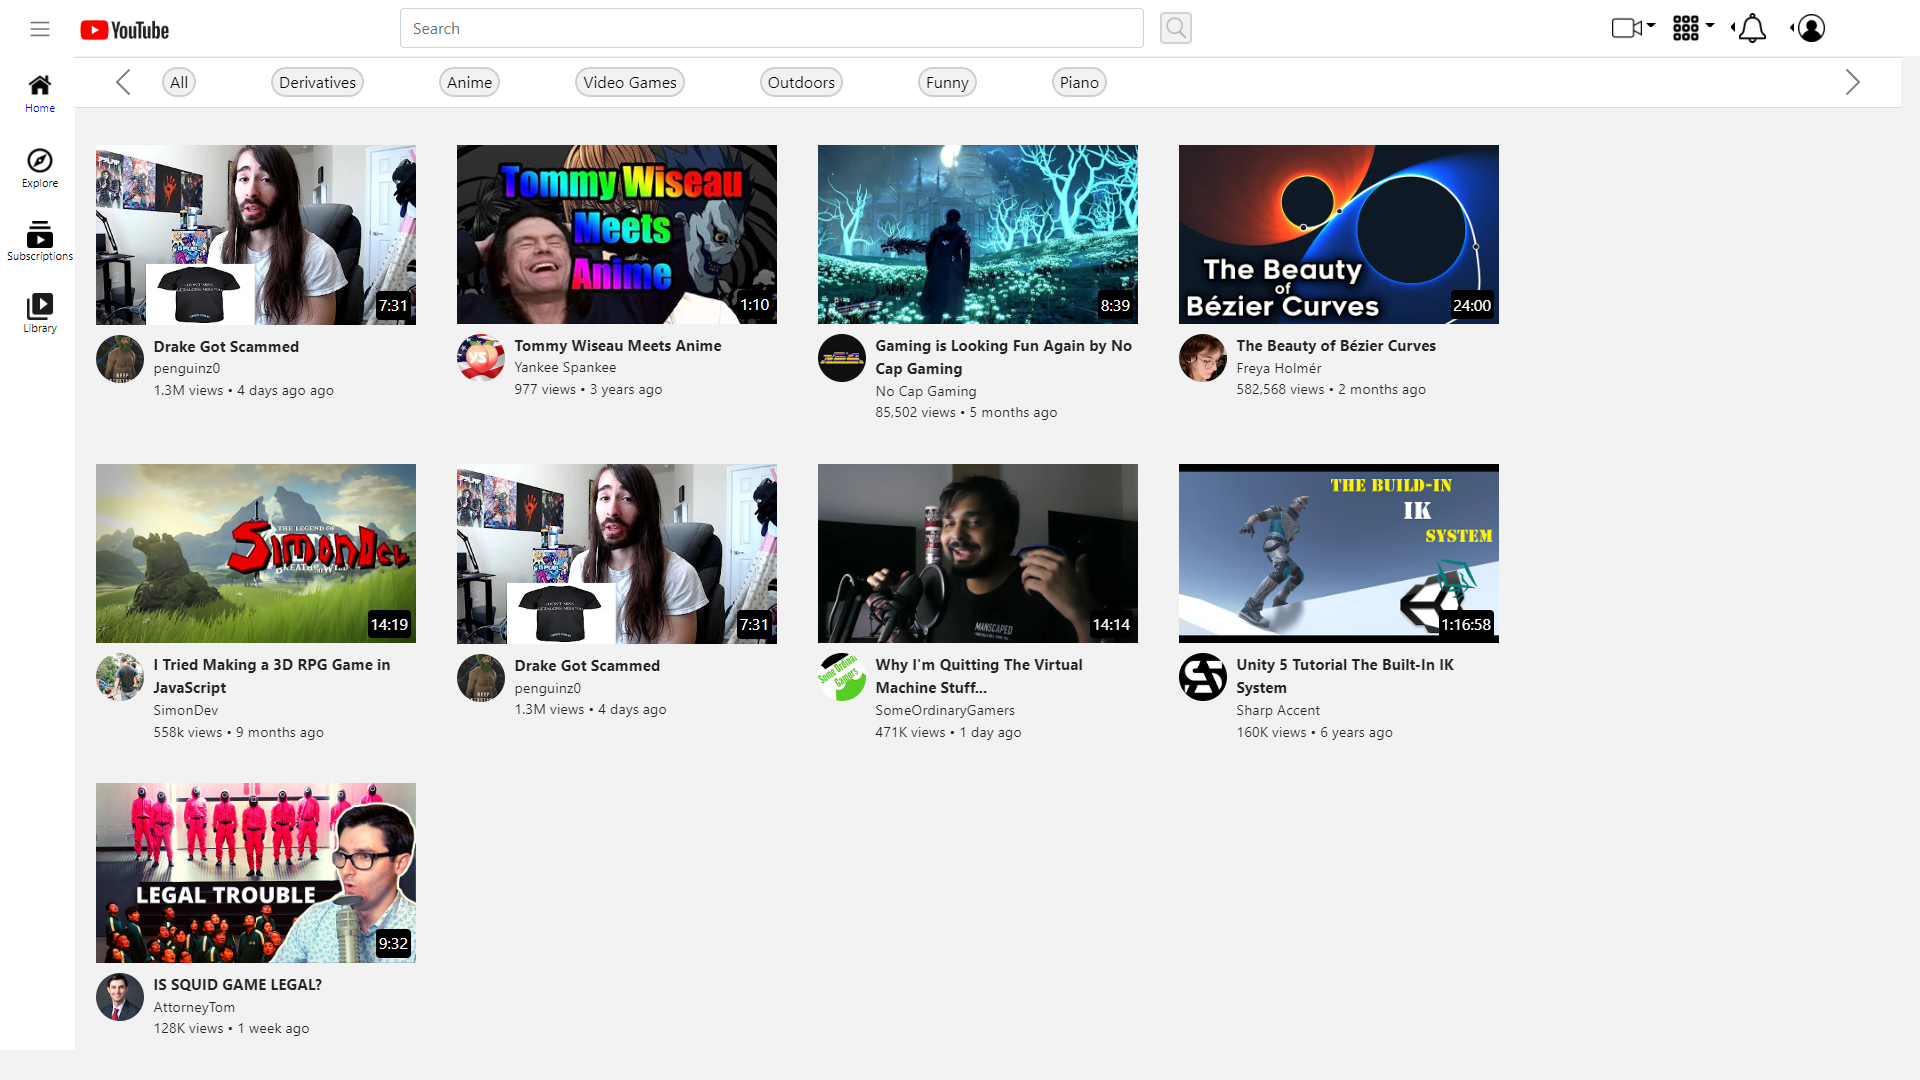 YouTube
Search
All
Derivatives
Anime
Video Games
Outdoors
Funny
Piano
Home
Explore
Subscriptions
Library
7:31
Tommy Wiseau
Meets
Anime
1:10
8:39
The Beauty
of
Bézier Curves
24:00
Drake Got Scammed
penguinz0
1.3M views • 4 days ago ago
Tommy Wiseau Meets Anime
Yankee Spankee
977 views • 3 years ago
Gaming is Looking Fun Again by No
Cap Gaming
No Cap Gaming
85,502 views • 5 months ago
The Beauty of Bézier Curves
Freya Holmér
582,568 views • 2 months ago
THE LEGEND OF
SimonDev
14:19
7:31
MANSCAPED
14:14
THE BUILD-IN
IK
SYSTEM
1:16:58
I Tried Making a 3D RPG Game in
JavaScript
SimonDev
558k views • 9 months ago
Drake Got Scammed
penguinz0
1.3M views • 4 days ago
Some Ordinary
Gamers
Why I'm Quitting The Virtual
Machine Stuff...
SomeOrdinaryGamers
471K views • 1 day ago
Unity 5 Tutorial The Built-In IK
System
Sharp Accent
160K views • 6 years ago
LEGAL TROUBLE
9:32
IS SQUID GAME LEGAL?
AttorneyTom
128K views • 1 week ago